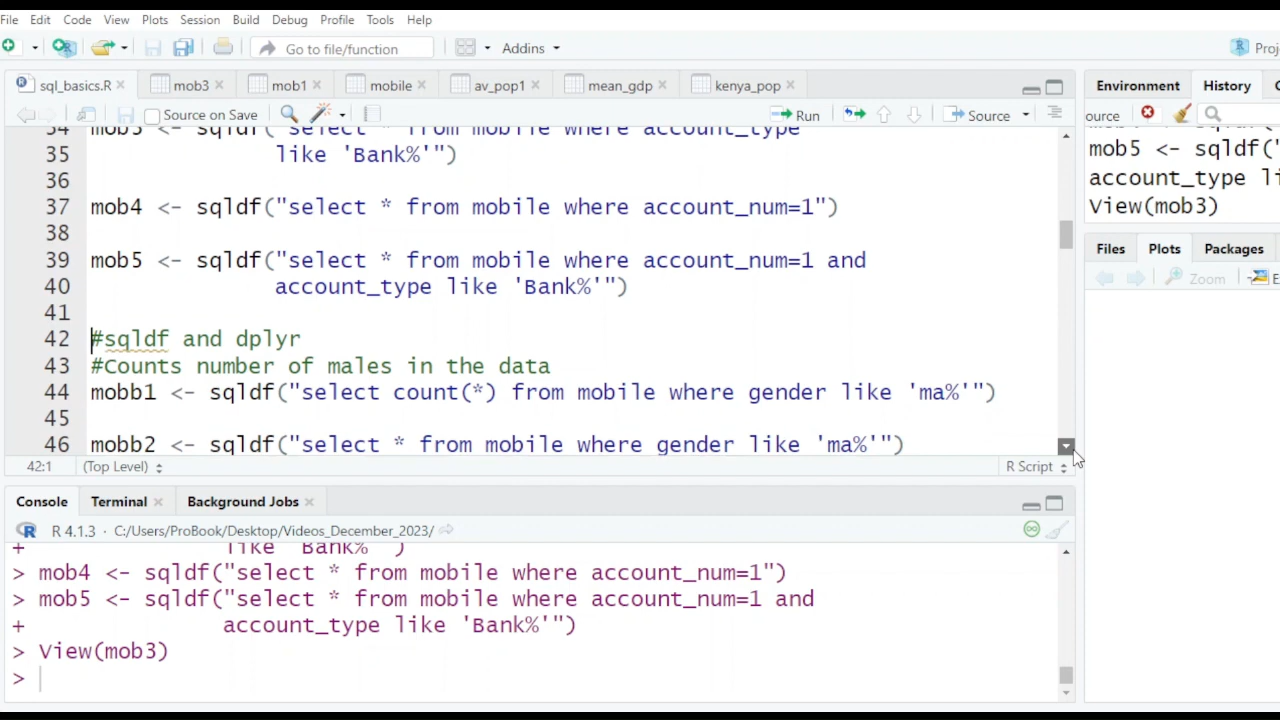 File Edit Code View Plots Session Build Debug Profile Tools Help
Go to file/function Addins Proj
sql_basics.R mob3 mob1 mobile av_pop1 mean_gdp kenya_pop
Source on Save Run Source
34 mob3 <- sqldf("select * from mobile where account_type
35 like 'Bank%'")
36
37 mob4 <- sqldf("select * from mobile where account_num=1")
38
39 mob5 <- sqldf("select * from mobile where account_num=1 and
40 account_type like 'Bank%'")
41
42 #sqldf and dplyr
43 #Counts number of males in the data
44 mobb1 <- sqldf("select count(*) from mobile where gender like 'ma%'")
45
46 mobb2 <- sqldf("select * from mobile where gender like 'ma%'")
42:1 (Top Level) R Script
Console Terminal Background Jobs
R 4.1.3 · C:/Users/ProBook/Desktop/Videos_December_2023/
+ like 'Bank%'")
> mob4 <- sqldf("select * from mobile where account_num=1")
> mob5 <- sqldf("select * from mobile where account_num=1 and
+ account_type like 'Bank%'")
> View(mob3)
>
Environment History
ource
mob5 <- sqldf("
account_type li
View(mob3)
Files Plots Packages
Zoom E